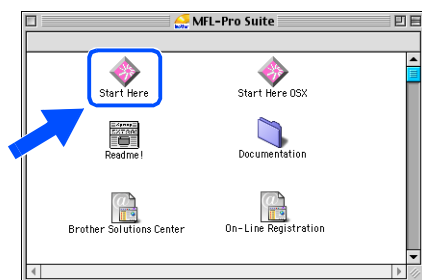 MFL-Pro Suite
Start Here
Start Here OSX
Readme!
Documentation
Brother Solutions Center
On-Line Registration